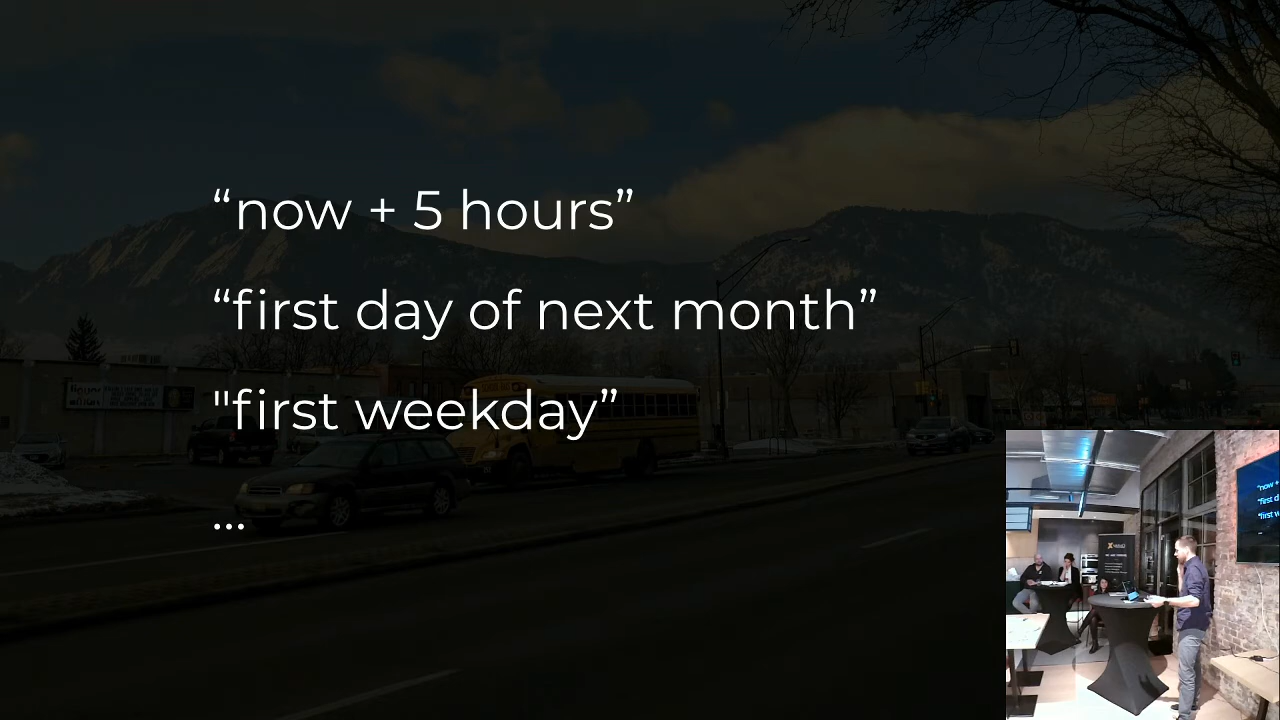 “now + 5 hours”
“first day of next month”
"first weekday”
...